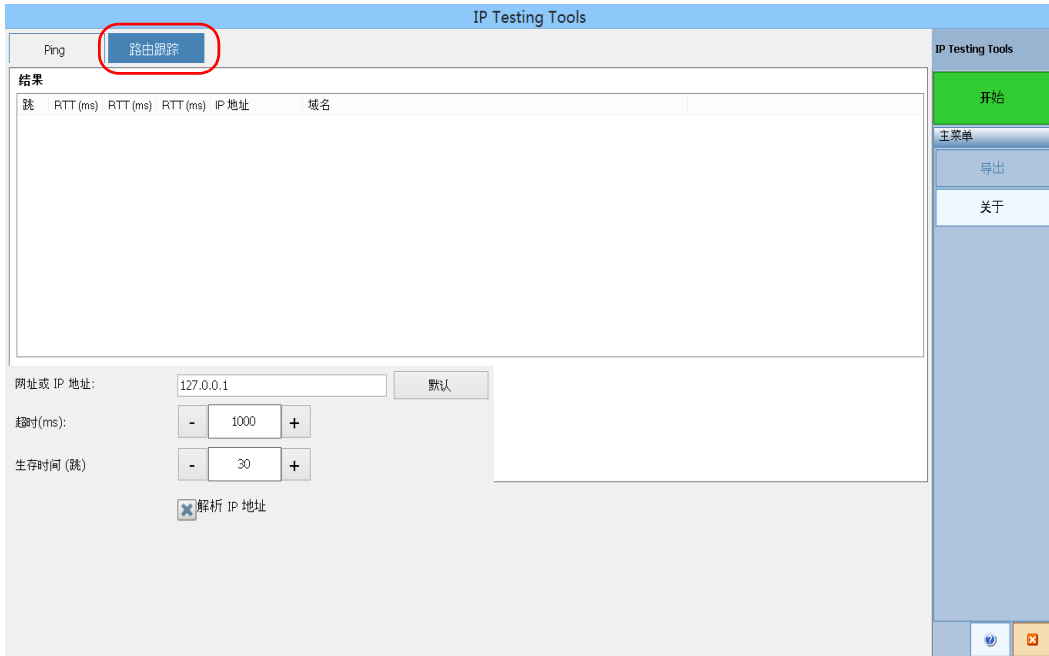 IP Testing Tools
Ping
路由跟踪
结果
跳 RTT (ms) RTT (ms) RTT (ms) IP 地址 域名
网址或 IP 地址: 127.0.0.1 默认
超时(ms): - 1000 +
生存时间 (跳) - 30 +
解析 IP 地址
IP Testing Tools
开始
主菜单
导出
关于